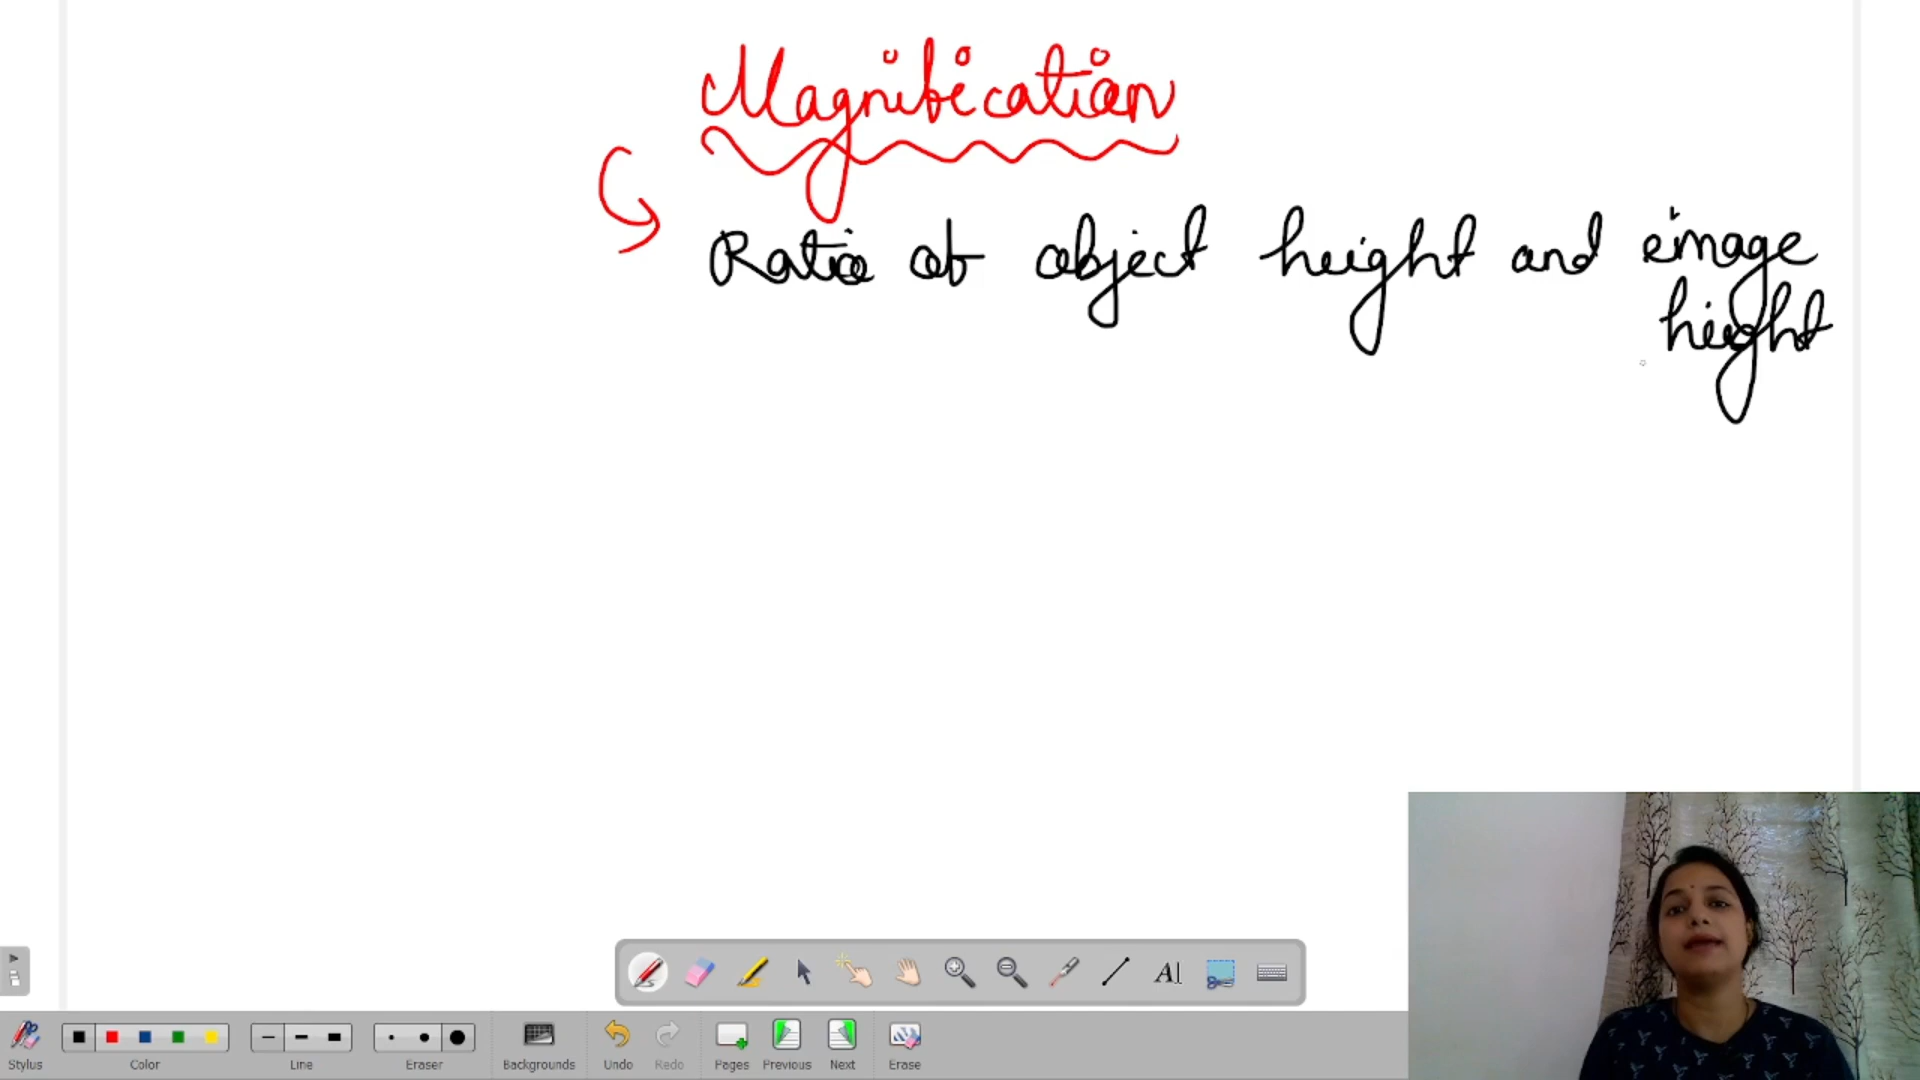 Magnification
Ratio of object height and image
height
Stylus
Color
Line
Eraser
Backgrounds
Undo
Redo
Pages
Previous
Next
Erase